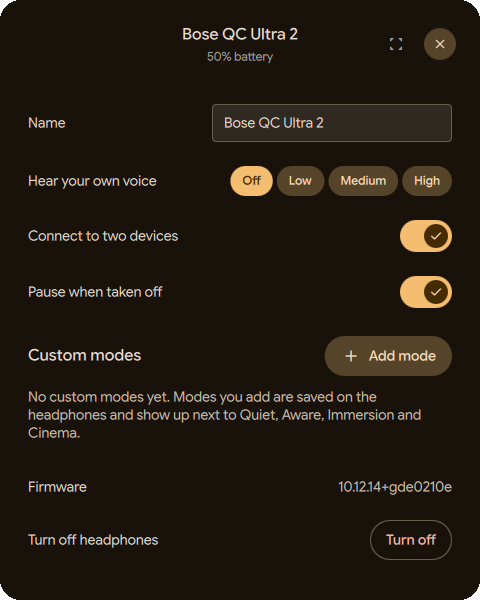 Bose QC Ultra 2
50% battery
Name
Bose QC Ultra 2
Hear your own voice
Off
Low
Medium
High
Connect to two devices
Pause when taken off
Custom modes
Add mode
No custom modes yet. Modes you add are saved on the
headphones and show up next to Quiet, Aware, Immersion and
Cinema.
Firmware
10.12.14+gde0210e
Turn off headphones
Turn off